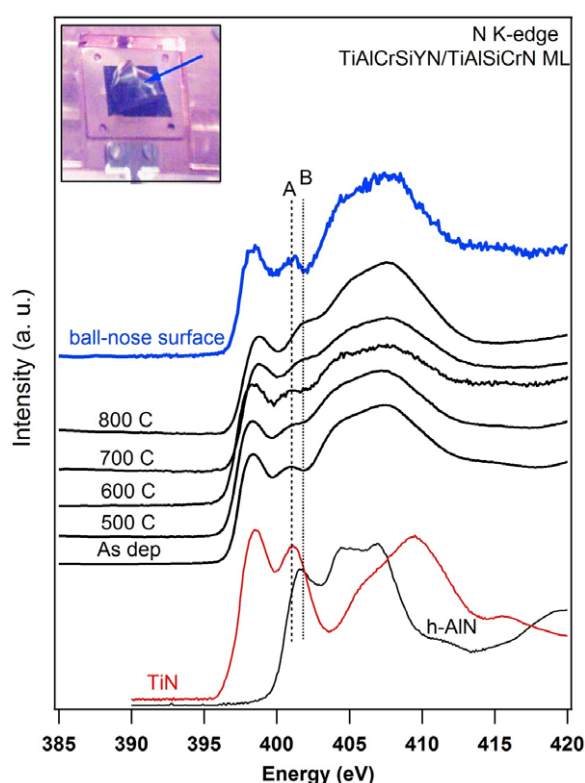 N K-edge
TiAlCrSiYN/TiAlSiCrN ML
A
B
ball-nose surface
800 C
700 C
600 C
500 C
As dep
TiN
h-AlN
Intensity (a. u.)
385 390 395 400 405 410 415 420
Energy (eV)